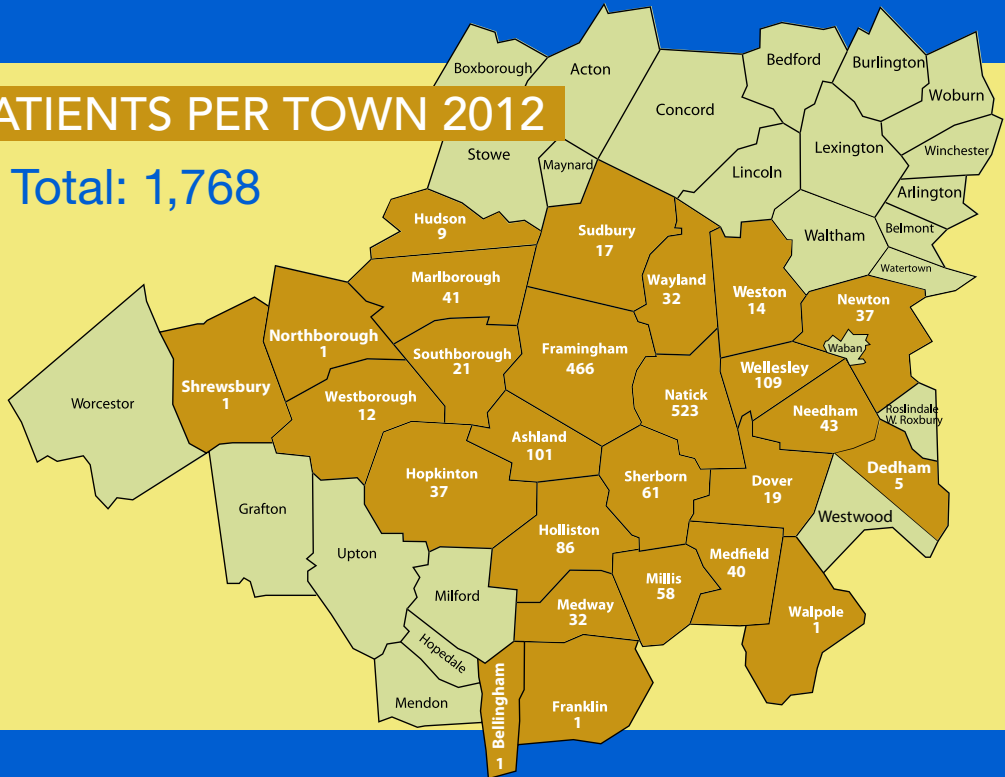 ATIENTS PER TOWN 2012
Total: 1,768
Boxborough
Acton
Bedford
Burlington
Woburn
Concord
Stowe
Maynard
Lincoln
Lexington
Winchester
Arlington
Belmont
Waltham
Watertown
Hudson
9
Sudbury
17
Marlborough
41
Wayland
32
Weston
14
Newton
37
Waban
Northborough
1
Southborough
21
Framingham
466
Wellesley
109
Shrewsbury
1
Westborough
12
Natick
523
Needham
43
Roslindale
W. Roxbury
Worcestor
Ashland
101
Hopkinton
37
Sherborn
61
Dover
19
Dedham
5
Westwood
Grafton
Upton
Holliston
86
Medfield
40
Millis
58
Milford
Medway
32
Walpole
1
Hopedale
Mendon
Bellingham
1
Franklin
1